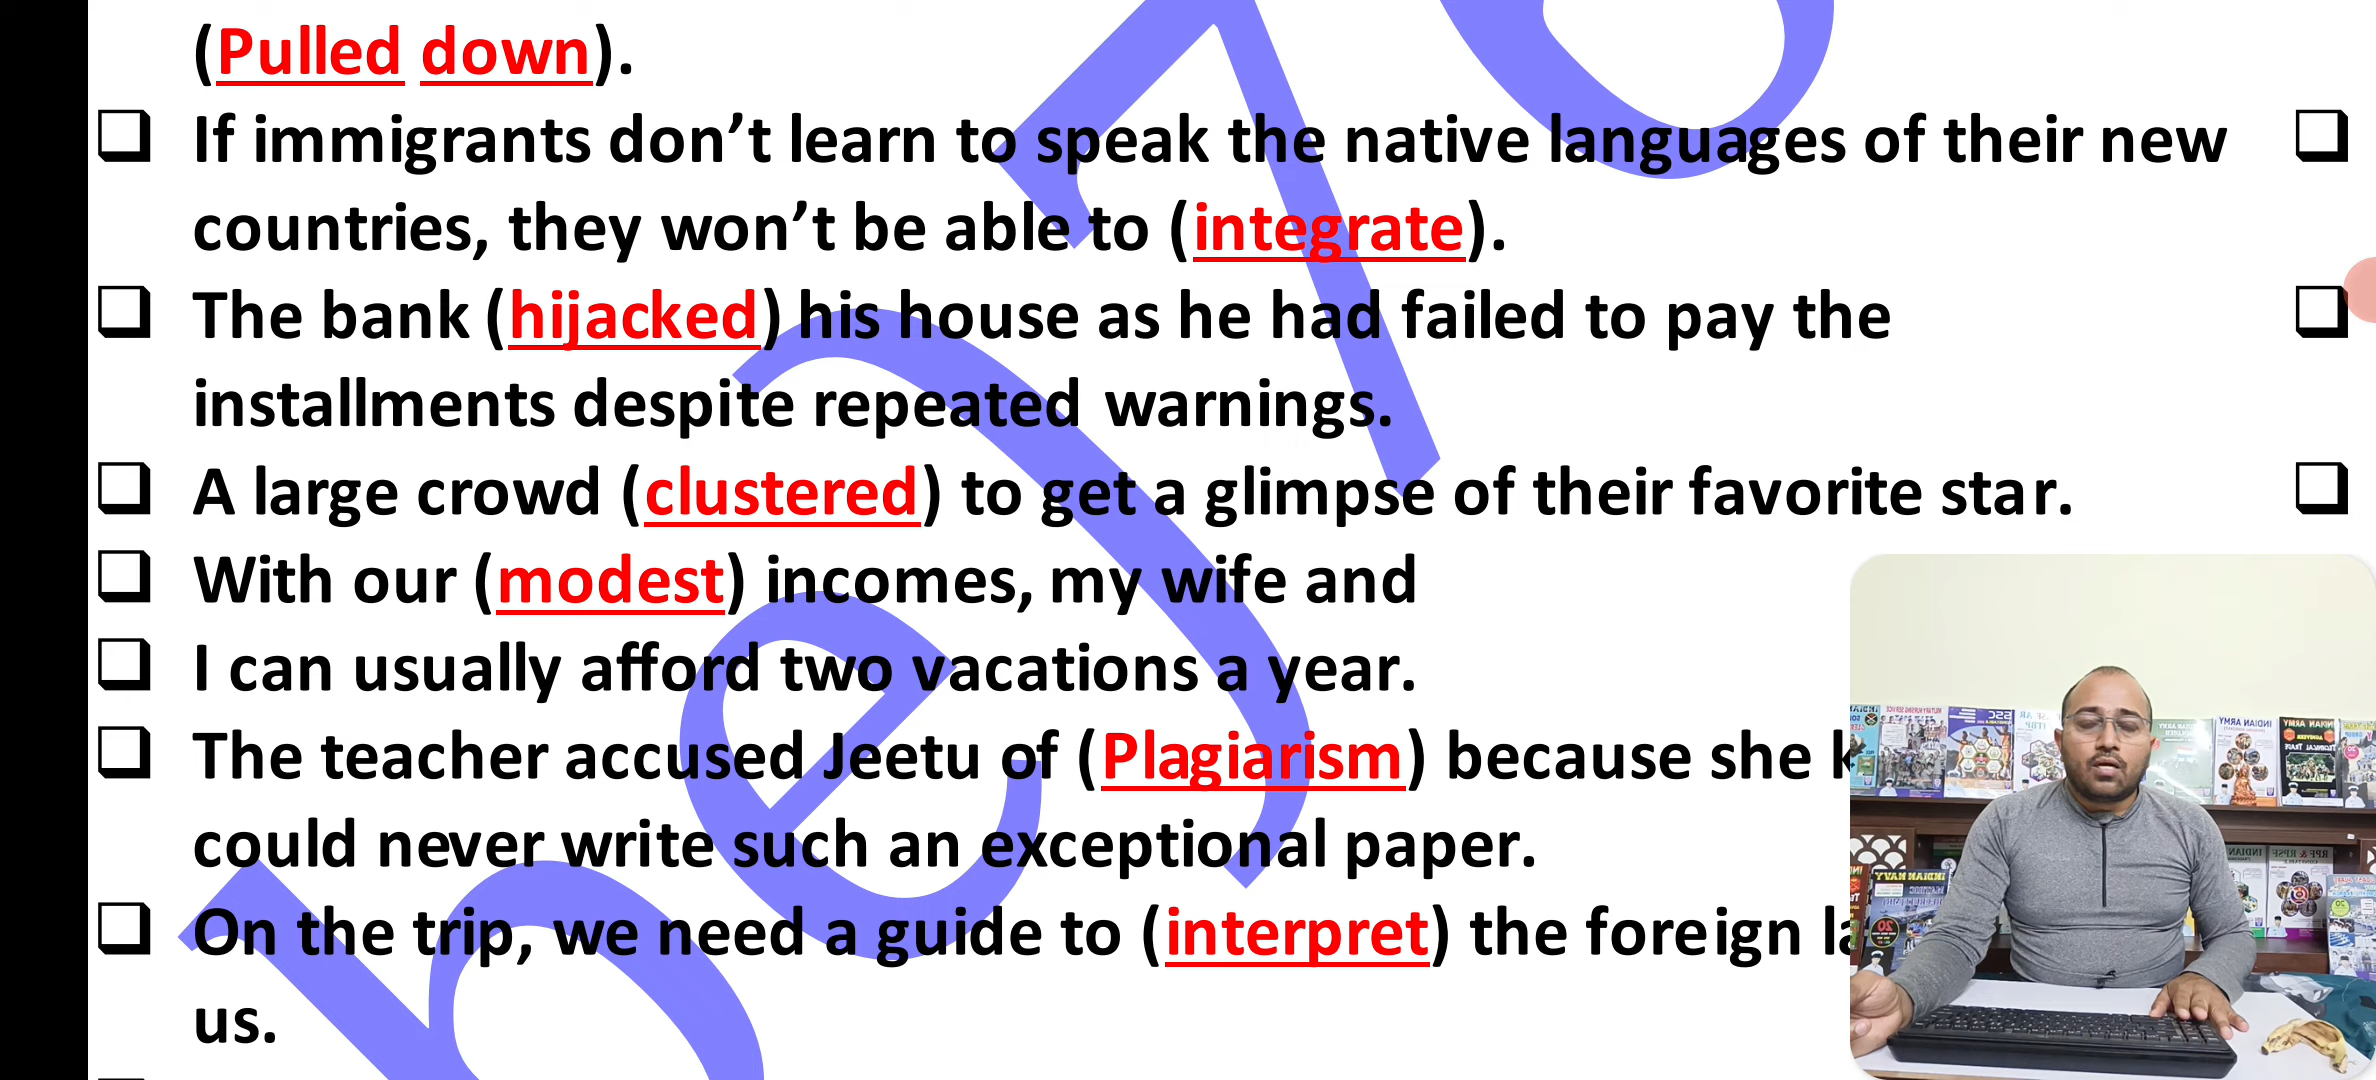 (Pulled down).
❑ If immigrants don’t learn to speak the native languages of their new
countries, they won’t be able to (integrate).
❑ The bank (hijacked) his house as he had failed to pay the
installments despite repeated warnings.
❑ A large crowd (clustered) to get a glimpse of their favorite star.
❑ With our (modest) incomes, my wife and
❑ I can usually afford two vacations a year.
❑ The teacher accused Jeetu of (Plagiarism) because she
could never write such an exceptional paper.
❑ On the trip, we need a guide to (interpret) the foreign
us.